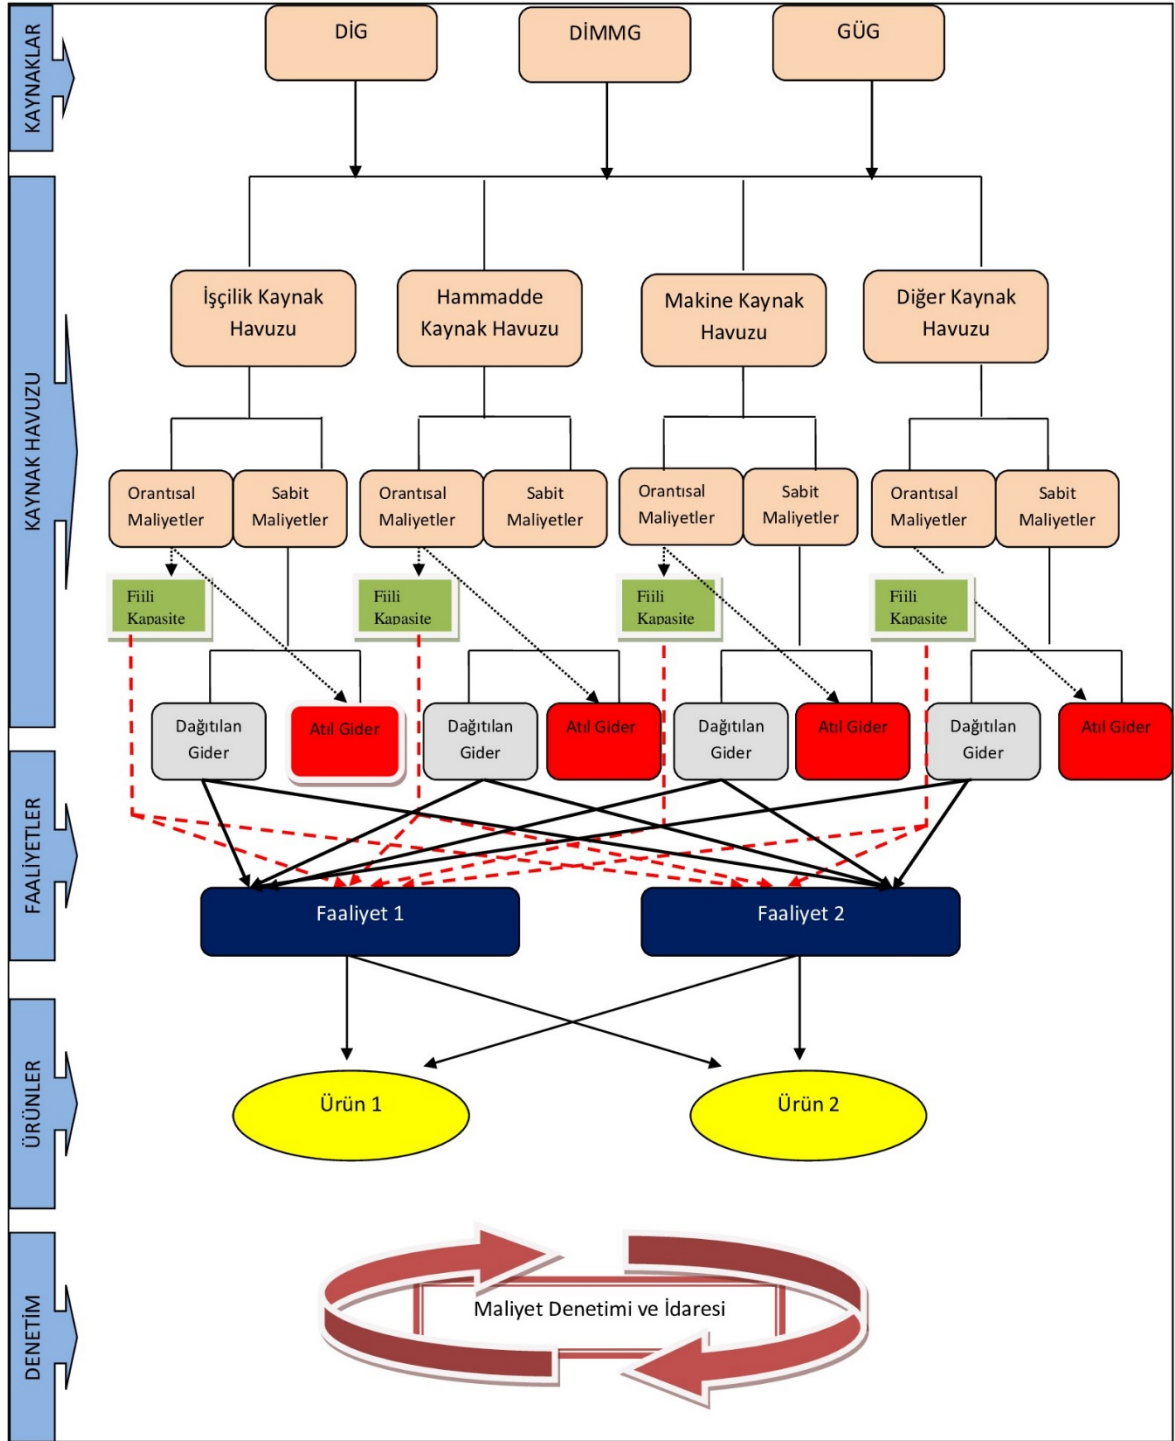 KAYNAKLAR
DİG
DİMMG
GÜG
KAYNAK HAVUZU
İşçilik Kaynak
Havuzu
Hammadde
Kaynak Havuzu
Makine Kaynak
Havuzu
Diğer Kaynak
Havuzu
Orantısal
Maliyetler
Sabit
Maliyetler
Orantısal
Maliyetler
Sabit
Maliyetler
Orantısal
Maliyetler
Sabit
Maliyetler
Orantısal
Maliyetler
Sabit
Maliyetler
Fiili
Kapasite
Fiili
Kapasite
Fiili
Kapasite
Fiili
Kapasite
Dağıtılan
Gider
Atıl Gider
Dağıtılan
Gider
Atıl Gider
Dağıtılan
Gider
Atıl Gider
Dağıtılan
Gider
Atıl Gider
FAALİYETLER
Faaliyet 1
Faaliyet 2
ÜRÜNLER
Ürün 1
Ürün 2
DENETİM
Maliyet Denetimi ve İdaresi